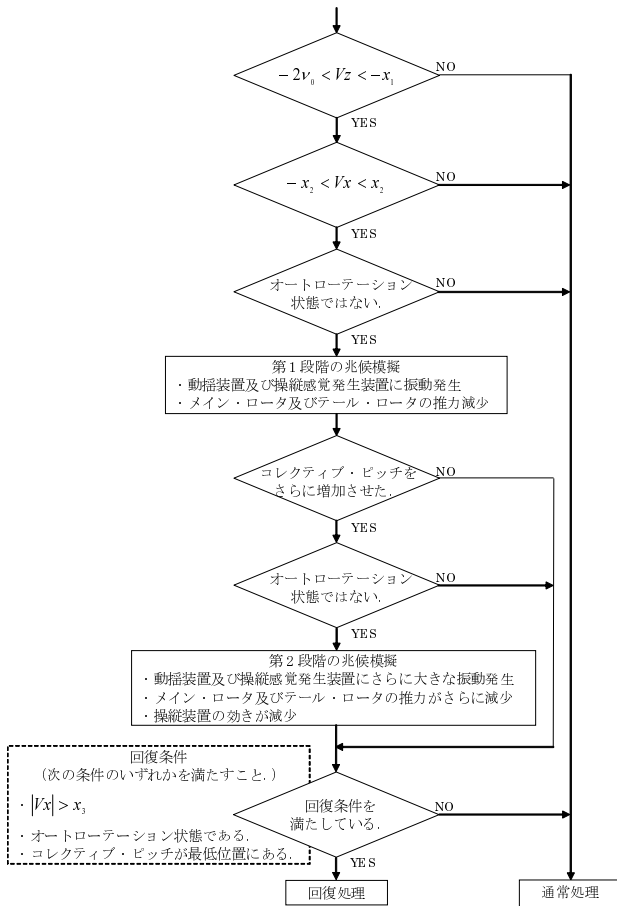 －2ν₀＜Vz＜－x₁
NO
YES
－x₂＜Vx＜x₂
NO
YES
オートローテーション
状態ではない.
NO
YES
第１段階の兆候模擬
・動揺装置及び操縦感覚発生装置に振動発生
・メイン・ロータ及びテール・ロータの推力減少
コレクティブ・ピッチを
さらに増加させた.
NO
YES
オートローテーション
状態ではない.
NO
YES
第２段階の兆候模擬
・動揺装置及び操縦感覚発生装置にさらに大きな振動発生
・メイン・ロータ及びテール・ロータの推力がさらに減少
・操縦装置の効きが減少
回復条件
（次の条件のいずれかを満たすこと.）
・|Vx|＞x₃
・オートローテーション状態である.
・コレクティブ・ピッチが最低位置にある.
回復条件を
満たしている.
NO
YES
回復処理
通常処理